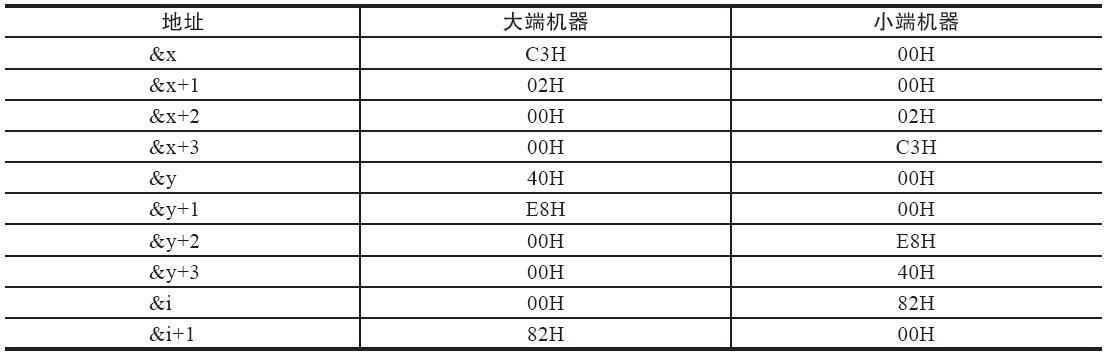 地址 大端机器 小端机器
&x C3H 00H
&x+1 02H 00H
&x+2 00H 02H
&x+3 00H C3H
&y 40H 00H
&y+1 E8H 00H
&y+2 00H E8H
&y+3 00H 40H
&i 00H 82H
&i+1 82H 00H